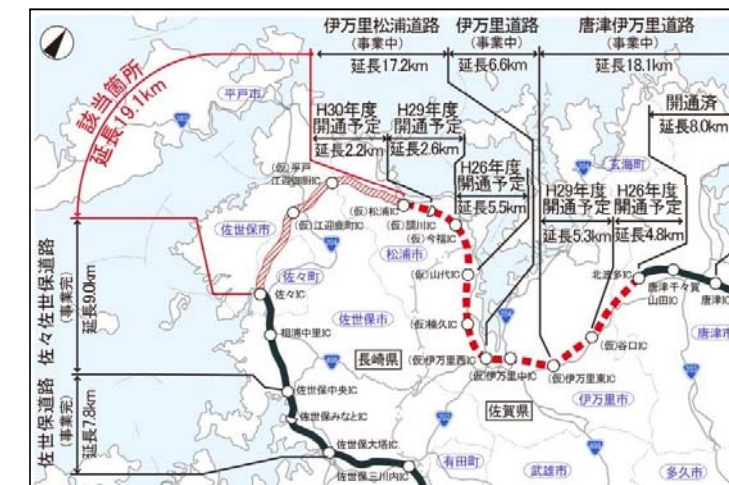 伊万里松浦道路
(事業中)
延長17.2km
伊万里道路
(事業中)
延長6.6km
唐津伊万里道路
(事業中)
延長18.1km
該当箇所
延長19.1km
平戸市
H30年度
開通予定
延長2.2km
H29年度
開通予定
延長2.6km
開通済
延長8.0km
玄海町
H26年度
開通予定
延長5.5km
H29年度
開通予定
延長5.3km
H26年度
開通予定
延長4.8km
(仮)平戸
江迎御厨IC
(仮)松浦IC
(仮)調川IC
(仮)今福IC
(仮)江迎鹿町IC
佐世保市
松浦市
佐々町
(仮)山代IC
北波多IC
唐津千々賀
山田IC
唐津IC
佐々佐世保道路
(事業完)
延長9.0km
佐々IC
相浦中里IC
佐世保市
(仮)楠久IC
長崎県
(仮)伊万里西IC
(仮)伊万里中IC
(仮)伊万里東IC
(仮)谷口IC
唐津市
佐世保道路
(事業完)
延長7.8km
佐世保中央IC
佐賀県
伊万里市
佐世保みなとIC
佐世保大塔IC
佐世保三川内IC
有田町
武雄市
多久市